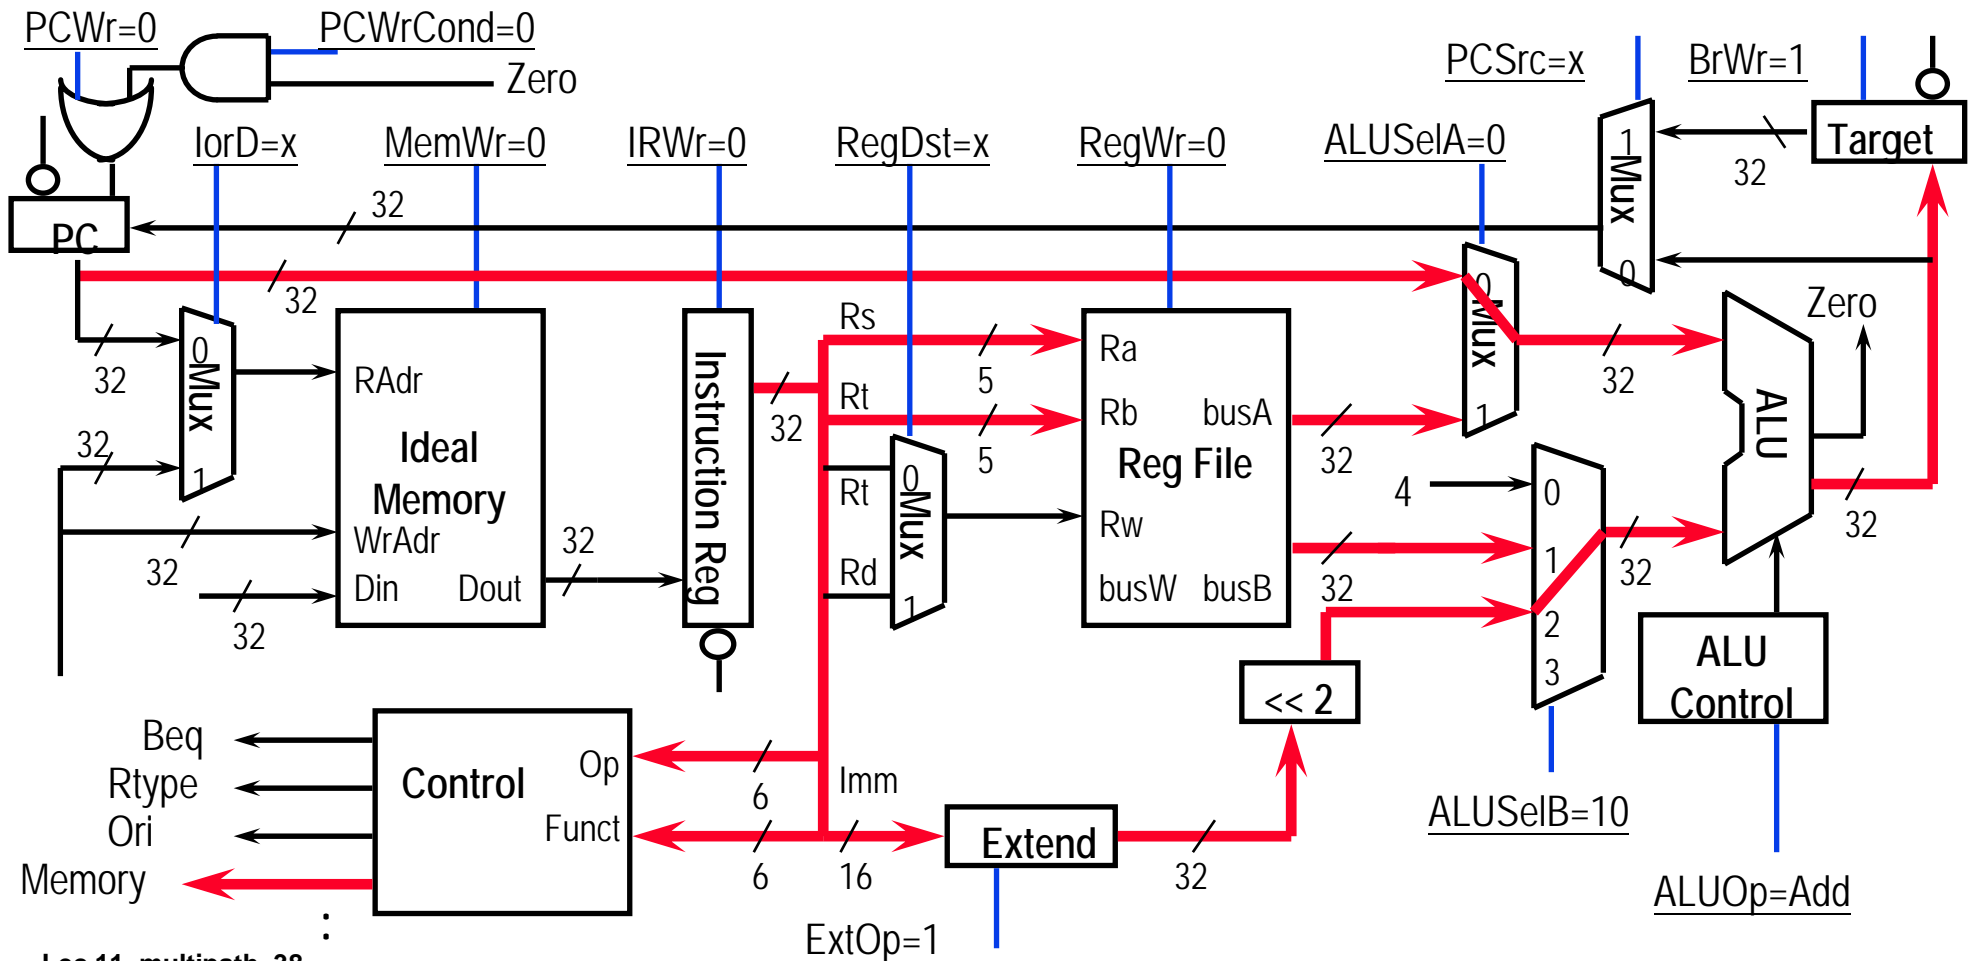 PCWr=0
PCWrCond=0
Zero
PCSrc=x
BrWr=1
IorD=x
MemWr=0
IRWr=0
RegDst=x
RegWr=0
ALUSelA=0
1
Mux
0
32
Target
PC
32
32
32
0
Mux
1
32
32
32
RAdr
Ideal
Memory
WrAdr
Din
Dout
32
Instruction Reg
32
Rs
5
Rt
5
Rt
Rd
0
Mux
1
Ra
Rb
busA
Reg File
Rw
busW
busB
32
32
0
Mux
1
32
4
0
1
2
3
32
Zero
ALU
32
ALU
Control
<< 2
Beq
Rtype
Ori
Memory
:
Control
Op
Funct
6
6
Imm
16
Extend
32
ExtOp=1
ALUSelB=10
ALUOp=Add